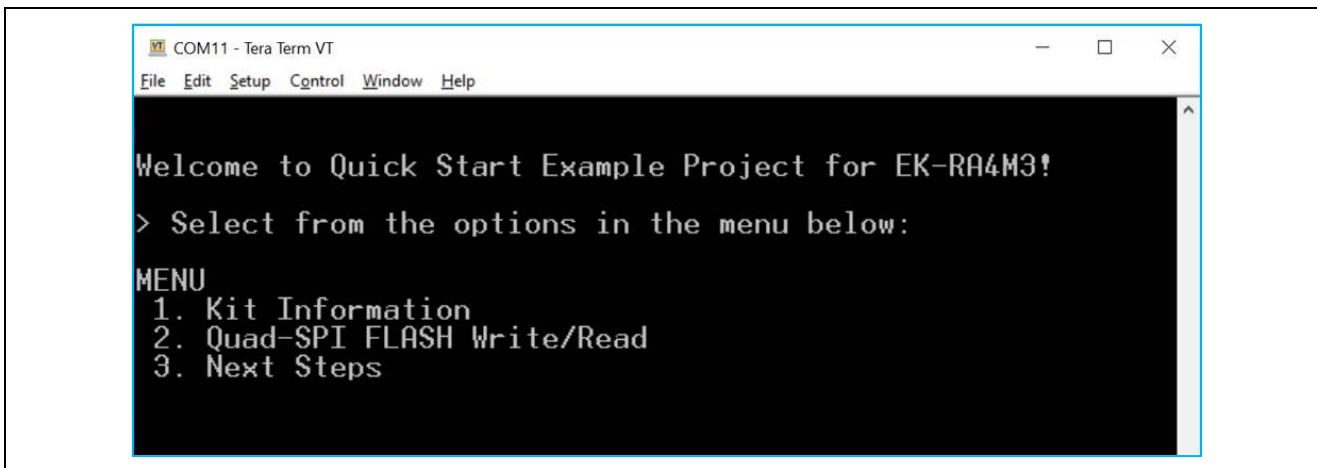 COM11 - Tera Term VT
File Edit Setup Control Window Help
Welcome to Quick Start Example Project for EK-RA4M3!
> Select from the options in the menu below:
MENU
1. Kit Information
2. Quad-SPI FLASH Write/Read
3. Next Steps